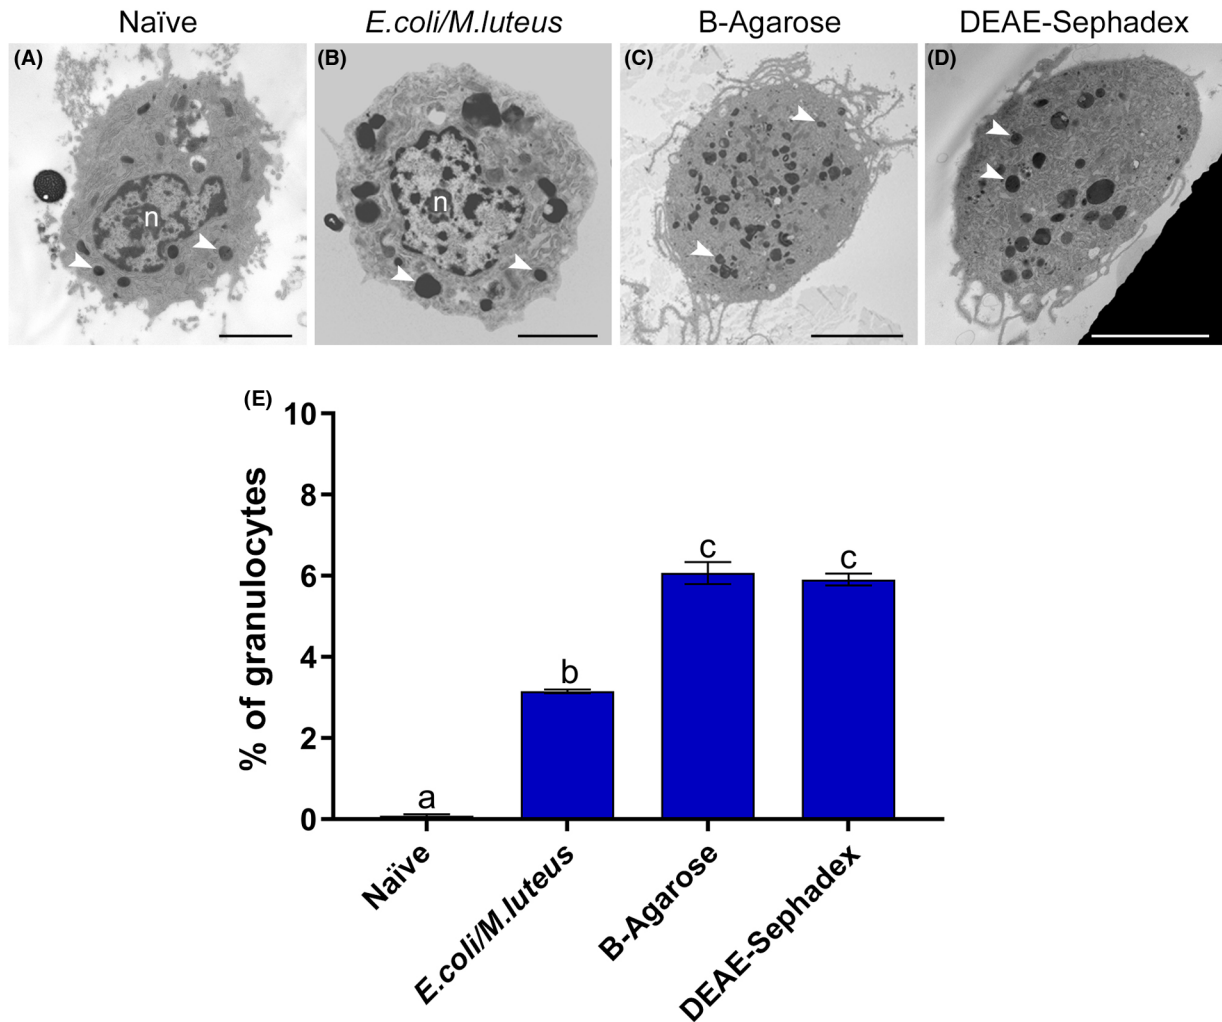 Naïve
E.coli/M.luteus
B-Agarose
DEAE-Sephadex
(A)
(B)
(C)
(D)
n
n
(E)
10
8
6
4
2
0
% of granulocytes
a
b
c
c
Naïve
E.coli/M.luteus
B-Agarose
DEAE-Sephadex